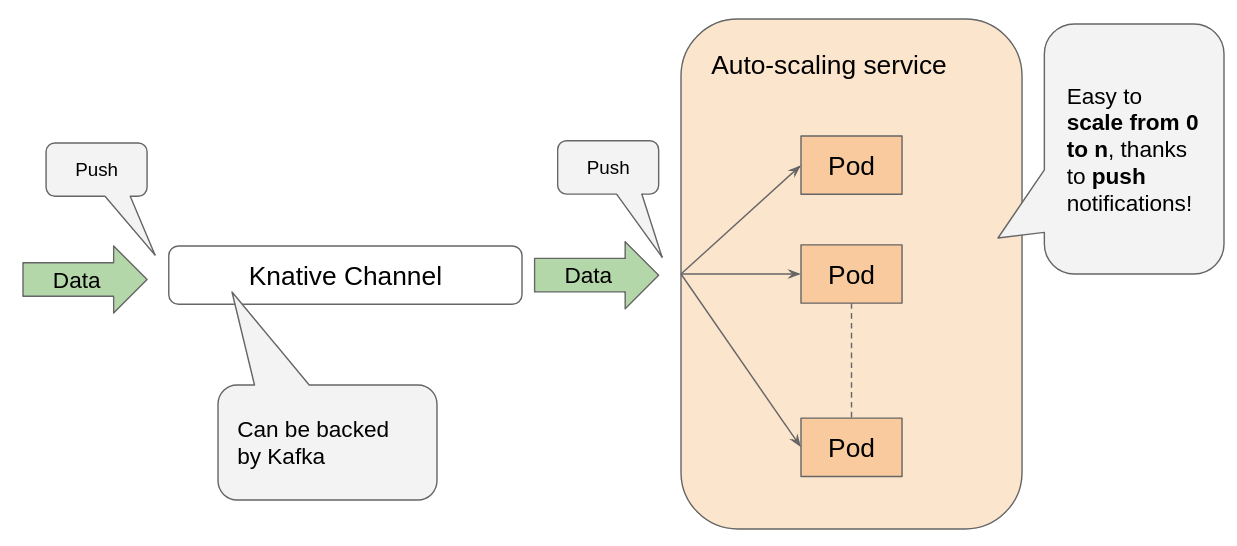 Push
Data
Knative Channel
Can be backed
by Kafka
Push
Data
Auto-scaling service
Pod
Pod
Pod
Easy to
scale from 0
to n, thanks
to push
notifications!